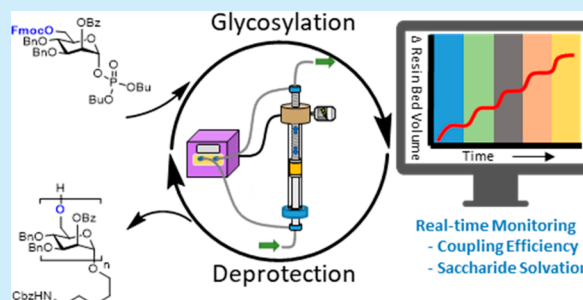 Glycosylation
FmocO
OBz
BnO
BnO
O
O
O
P
OBu
BuO
H
O
OBz
BnO
BnO
O
O
n
CbzHN
Deprotection
Δ Resin Bed Volume
Time
Real-time Monitoring
- Coupling Efficiency
- Saccharide Solvation